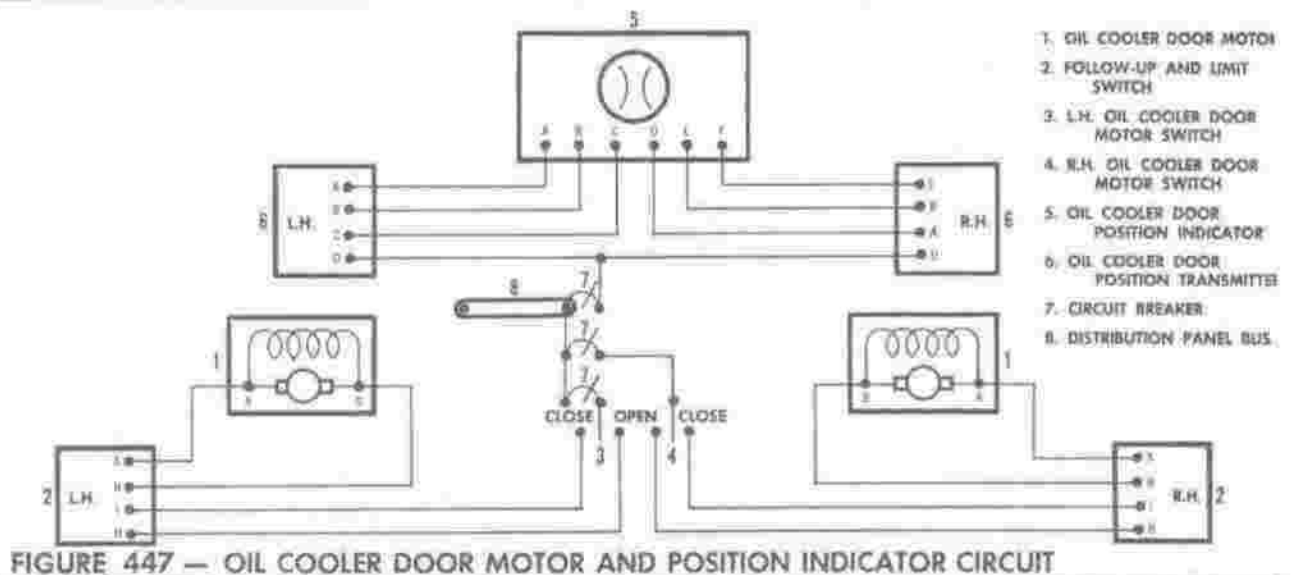 5
1. OIL COOLER DOOR MOTOR
2. FOLLOW-UP AND LIMIT
SWITCH
3. L.H. OIL COOLER DOOR
MOTOR SWITCH
4. R.H. OIL COOLER DOOR
MOTOR SWITCH
5. OIL COOLER DOOR
POSITION INDICATOR
6. OIL COOLER DOOR
POSITION TRANSMITTER
7. CIRCUIT BREAKER
8. DISTRIBUTION PANEL BUS
A B C D E F
6 L.H.
A
B
D
R.H. 6
B
A
D
8
7
7
7
1
1
CLOSE OPEN CLOSE
3 4
2 L.H.
A
H
R.H. 2
A
B
FIGURE 447 — OIL COOLER DOOR MOTOR AND POSITION INDICATOR CIRCUIT